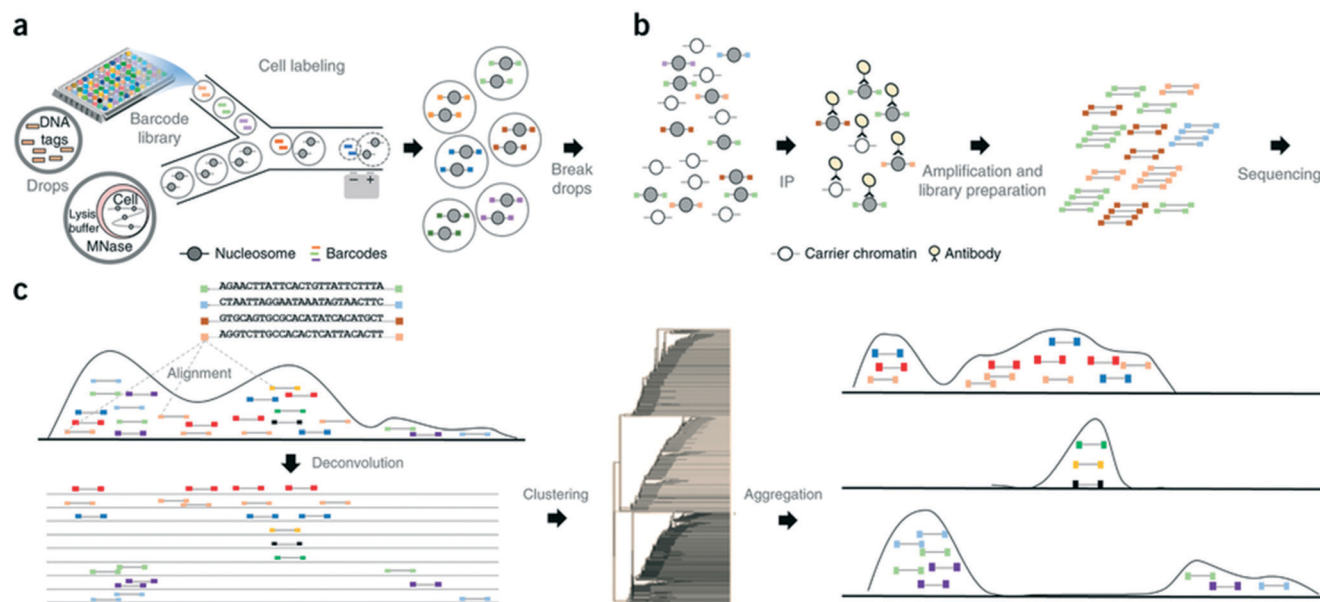 a
Cell labeling
Barcode
library
DNA
tags
Drops
Cell
Lysis
buffer
MNase
− +
Nucleosome
Barcodes
Break
drops
b
IP
Amplification and
library preparation
Sequencing
Carrier chromatin
Antibody
c
AGAACTTATTCACTGTTATTCTTTA
CTAATTAGGAATAAATAGTAACTTC
GTGCAGTGCGCACATATCACATGCT
AGGTCTTGCCACACTCATTACACTT
Alignment
Deconvolution
Clustering
Aggregation